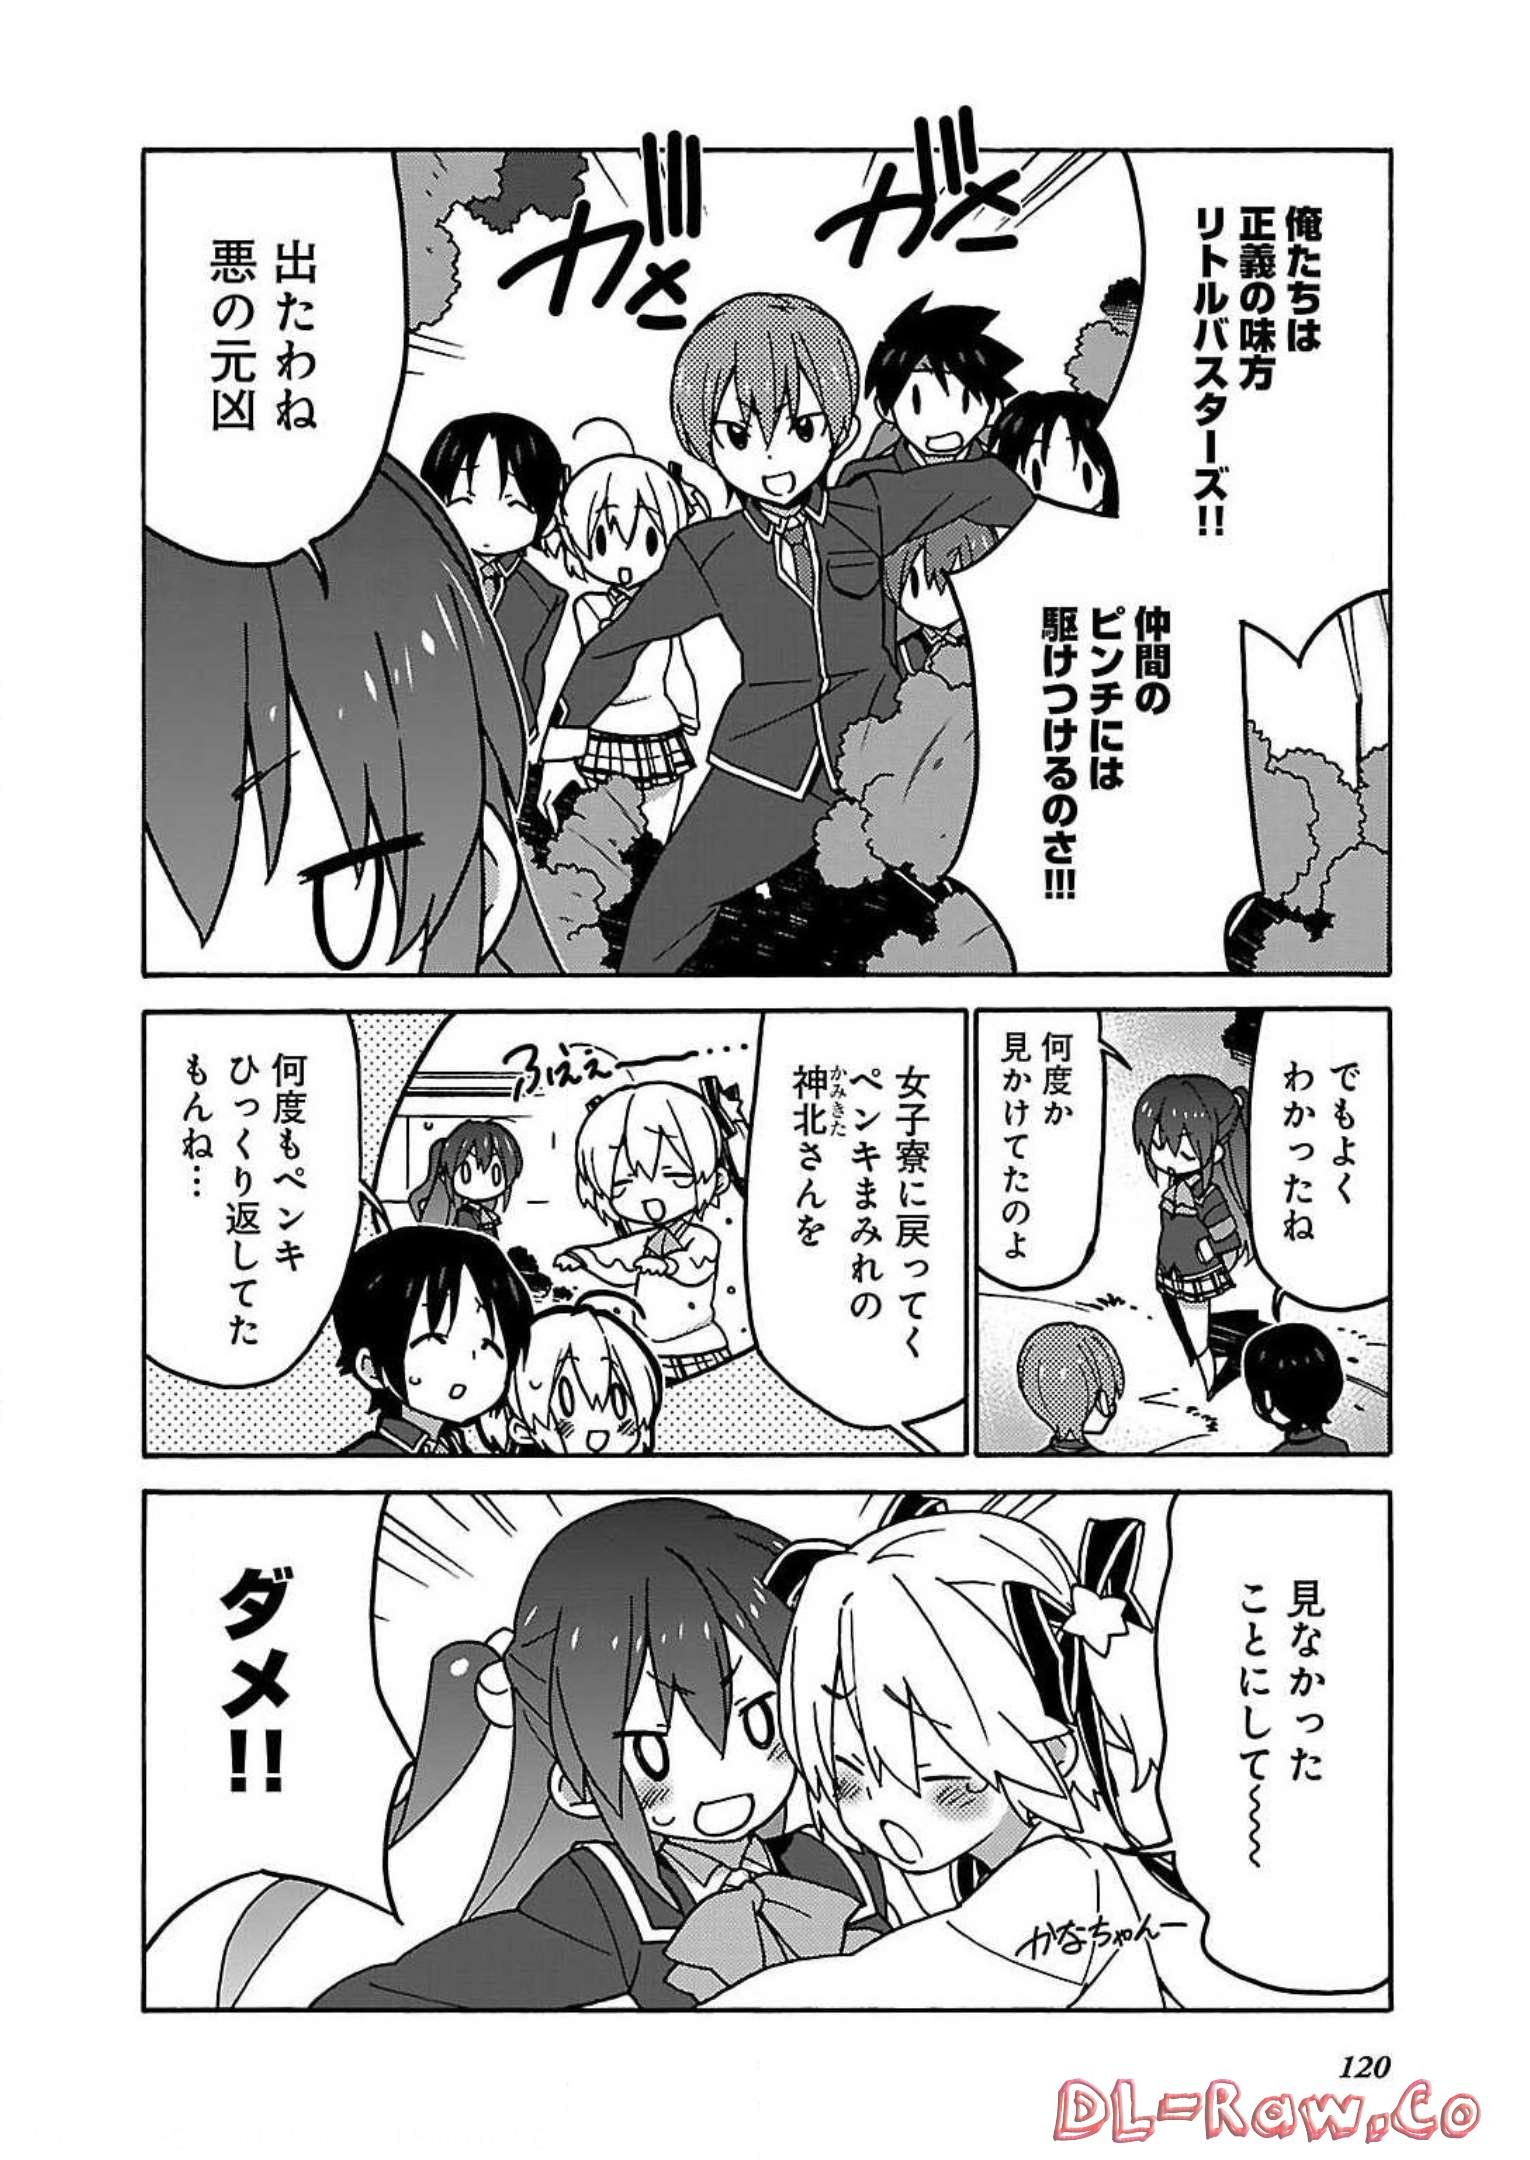 俺たちは
正義の味方
リトルバスターズ!!
仲間の
ピンチには
駆けつけるのさ!!!
ガサ
ガサ
出たわね
悪の元凶
でもよく
わかったね
何度か
見かけてたのよ
女子寮に戻ってく
ペンキまみれの
神北さんを
かみきた
ふええ〜…
何度もペンキ
ひっくり返してた
もんね…
見なかった
ことにして〜〜〜
かなちゃんー
ダメ!!
120
DL-Raw.Co